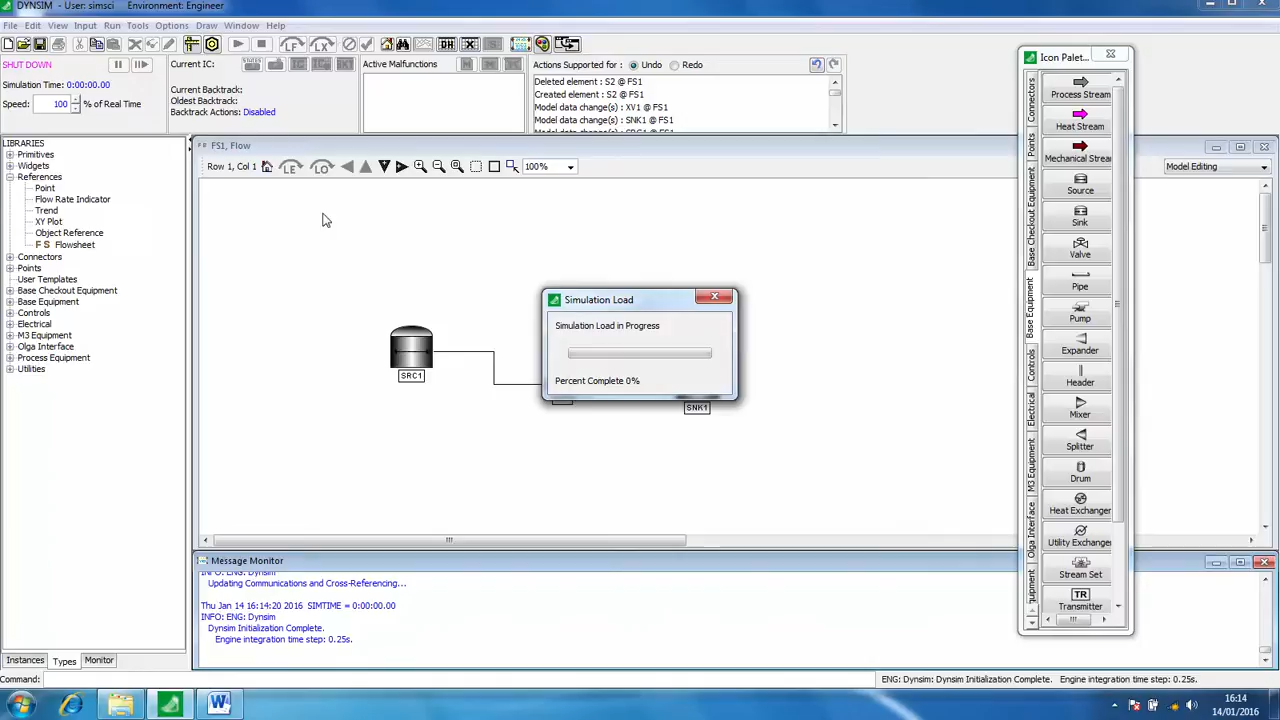 DYNSIM - User: simsci   Environment: Engineer
File Edit View Input Run Tools Options Draw Window Help
SHUT DOWN
Simulation Time: 0:00:00.00
Speed: 100 % of Real Time
Current IC:
Current Backtrack:
Oldest Backtrack:
Backtrack Actions: Disabled
Active Malfunctions
Actions Supported for : Undo Redo
Deleted element : S2 @ FS1
Created element : S2 @ FS1
Model data change(s) : XV1 @ FS1
Model data change(s) : SNK1 @ FS1
LIBRARIES
Primitives
Widgets
References
Point
Flow Rate Indicator
Trend
XY Plot
Object Reference
FS Flowsheet
Connectors
Points
User Templates
Base Checkout Equipment
Base Equipment
Controls
Electrical
M3 Equipment
Olga Interface
Process Equipment
Utilities
Instances Types Monitor
FS1, Flow
Row 1, Col 1
LE LO
100%
Model Editing
SRC1
SNK1
Simulation Load
Simulation Load in Progress
Percent Complete 0%
Icon Palet...
Connectors
Points
Base Checkout Equipment
Base Equipment
Controls
Electrical
M3 Equipment
Olga Interface
Process Stream
Heat Stream
Mechanical Strea
Source
Sink
Valve
Pipe
Pump
Expander
Header
Mixer
Splitter
Drum
Heat Exchanger
Utility Exchange
Stream Set
TR
Transmitter
Message Monitor
Updating Communications and Cross-Referencing...
Thu Jan 14 16:14:20 2016 SIMTIME = 0:00:00.00
INFO: ENG: Dynsim
Dynsim Initialization Complete.
Engine integration time step: 0.25s.
Command:
ENG: Dynsim: Dynsim Initialization Complete.   Engine integration time step: 0.25s.
16:14
14/01/2016